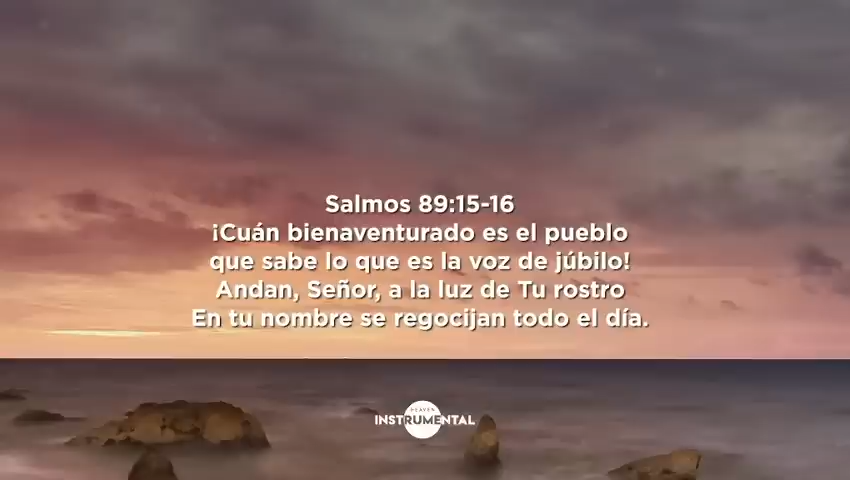 Salmos 89:15-16
¡Cuán bienaventurado es el pueblo
que sabe lo que es la voz de júbilo!
Andan, Señor, a la luz de Tu rostro
En tu nombre se regocijan todo el día.
HEAVEN
INSTRUMENTAL